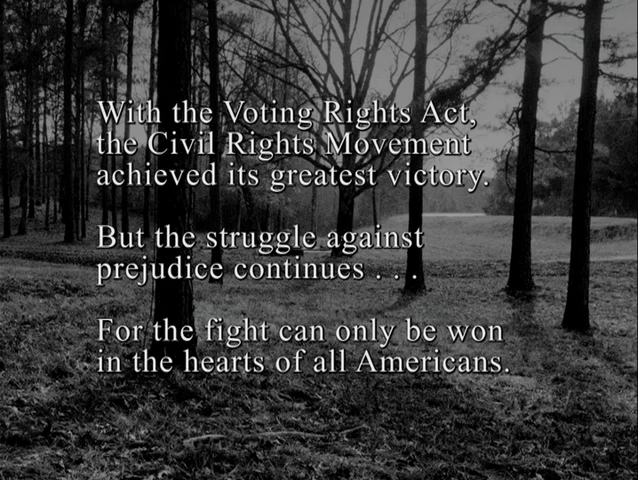 With the Voting Rights Act,
the Civil Rights Movement
achieved its greatest victory.
But the struggle against
prejudice continues . . .
For the fight can only be won
in the hearts of all Americans.